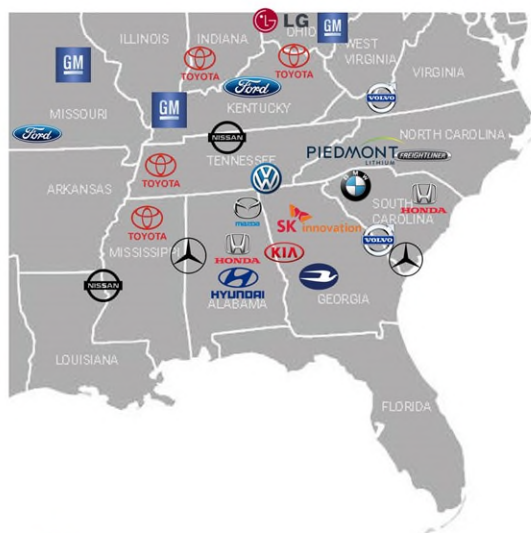 LG
ILLINOIS
INDIANA
OHIO
GM
WEST
VIRGINIA
VIRGINIA
GM
TOYOTA
TOYOTA
Ford
KENTUCKY
VOLVO
MISSOURI
GM
Ford
NISSAN
NORTH CAROLINA
TENNESSEE
PIEDMONT
LITHIUM
FREIGHTLINER
TOYOTA
ARKANSAS
BMW
SOUTH
CAROLINA
HONDA
mazda
SK innovation
TOYOTA
MISSISSIPPI
HONDA
KIA
VOLVO
NISSAN
HYUNDAI
ALABAMA
GEORGIA
LOUISIANA
FLORIDA